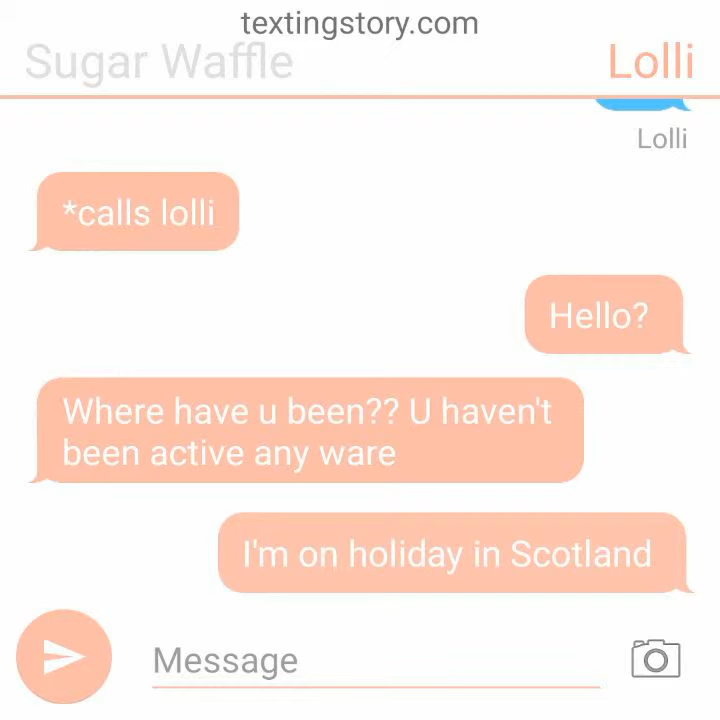 textingstory.com
Sugar Waffle
Lolli
Lolli
*calls lolli
Hello?
Where have u been?? U haven't
been active any ware
I'm on holiday in Scotland
Message